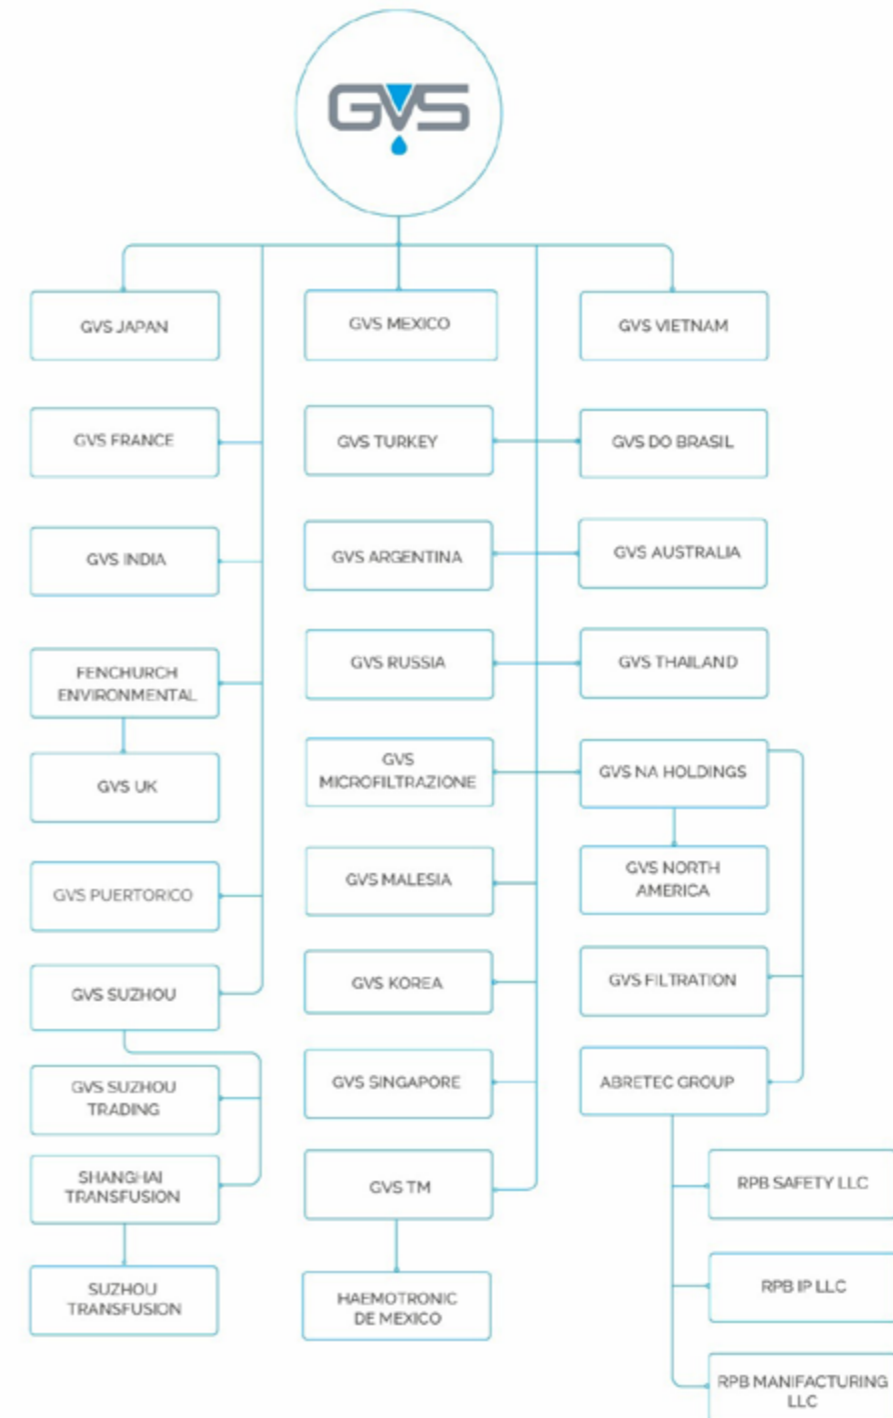 GVS
GVS JAPAN
GVS MEXICO
GVS VIETNAM
GVS FRANCE
GVS TURKEY
GVS DO BRASIL
GVS INDIA
GVS ARGENTINA
GVS AUSTRALIA
FENCHURCH
ENVIRONMENTAL
GVS RUSSIA
GVS THAILAND
GVS UK
GVS
MICROFILTRAZIONE
GVS NA HOLDINGS
GVS PUERTORICO
GVS MALESIA
GVS NORTH
AMERICA
GVS SUZHOU
GVS KOREA
GVS FILTRATION
GVS SUZHOU
TRADING
GVS SINGAPORE
ABRETEC GROUP
SHANGHAI
TRANSFUSION
GVS TM
RPB SAFETY LLC
SUZHOU
TRANSFUSION
HAEMOTRONIC
DE MEXICO
RPB IP LLC
RPB MANIFACTURING
LLC